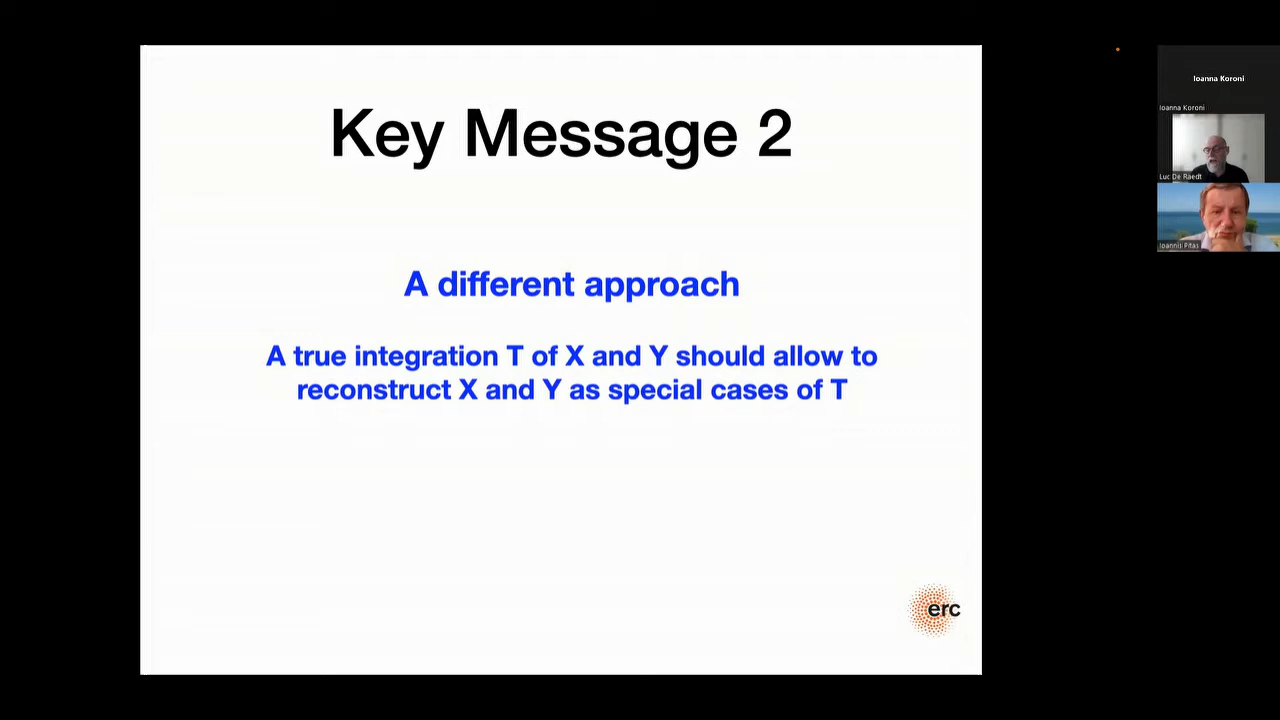 Key Message 2
A different approach
A true integration T of X and Y should allow to
reconstruct X and Y as special cases of T
erc
Ioanna Koroni
Ioanna Koroni
Luc De Raedt
Ioannis Pitas